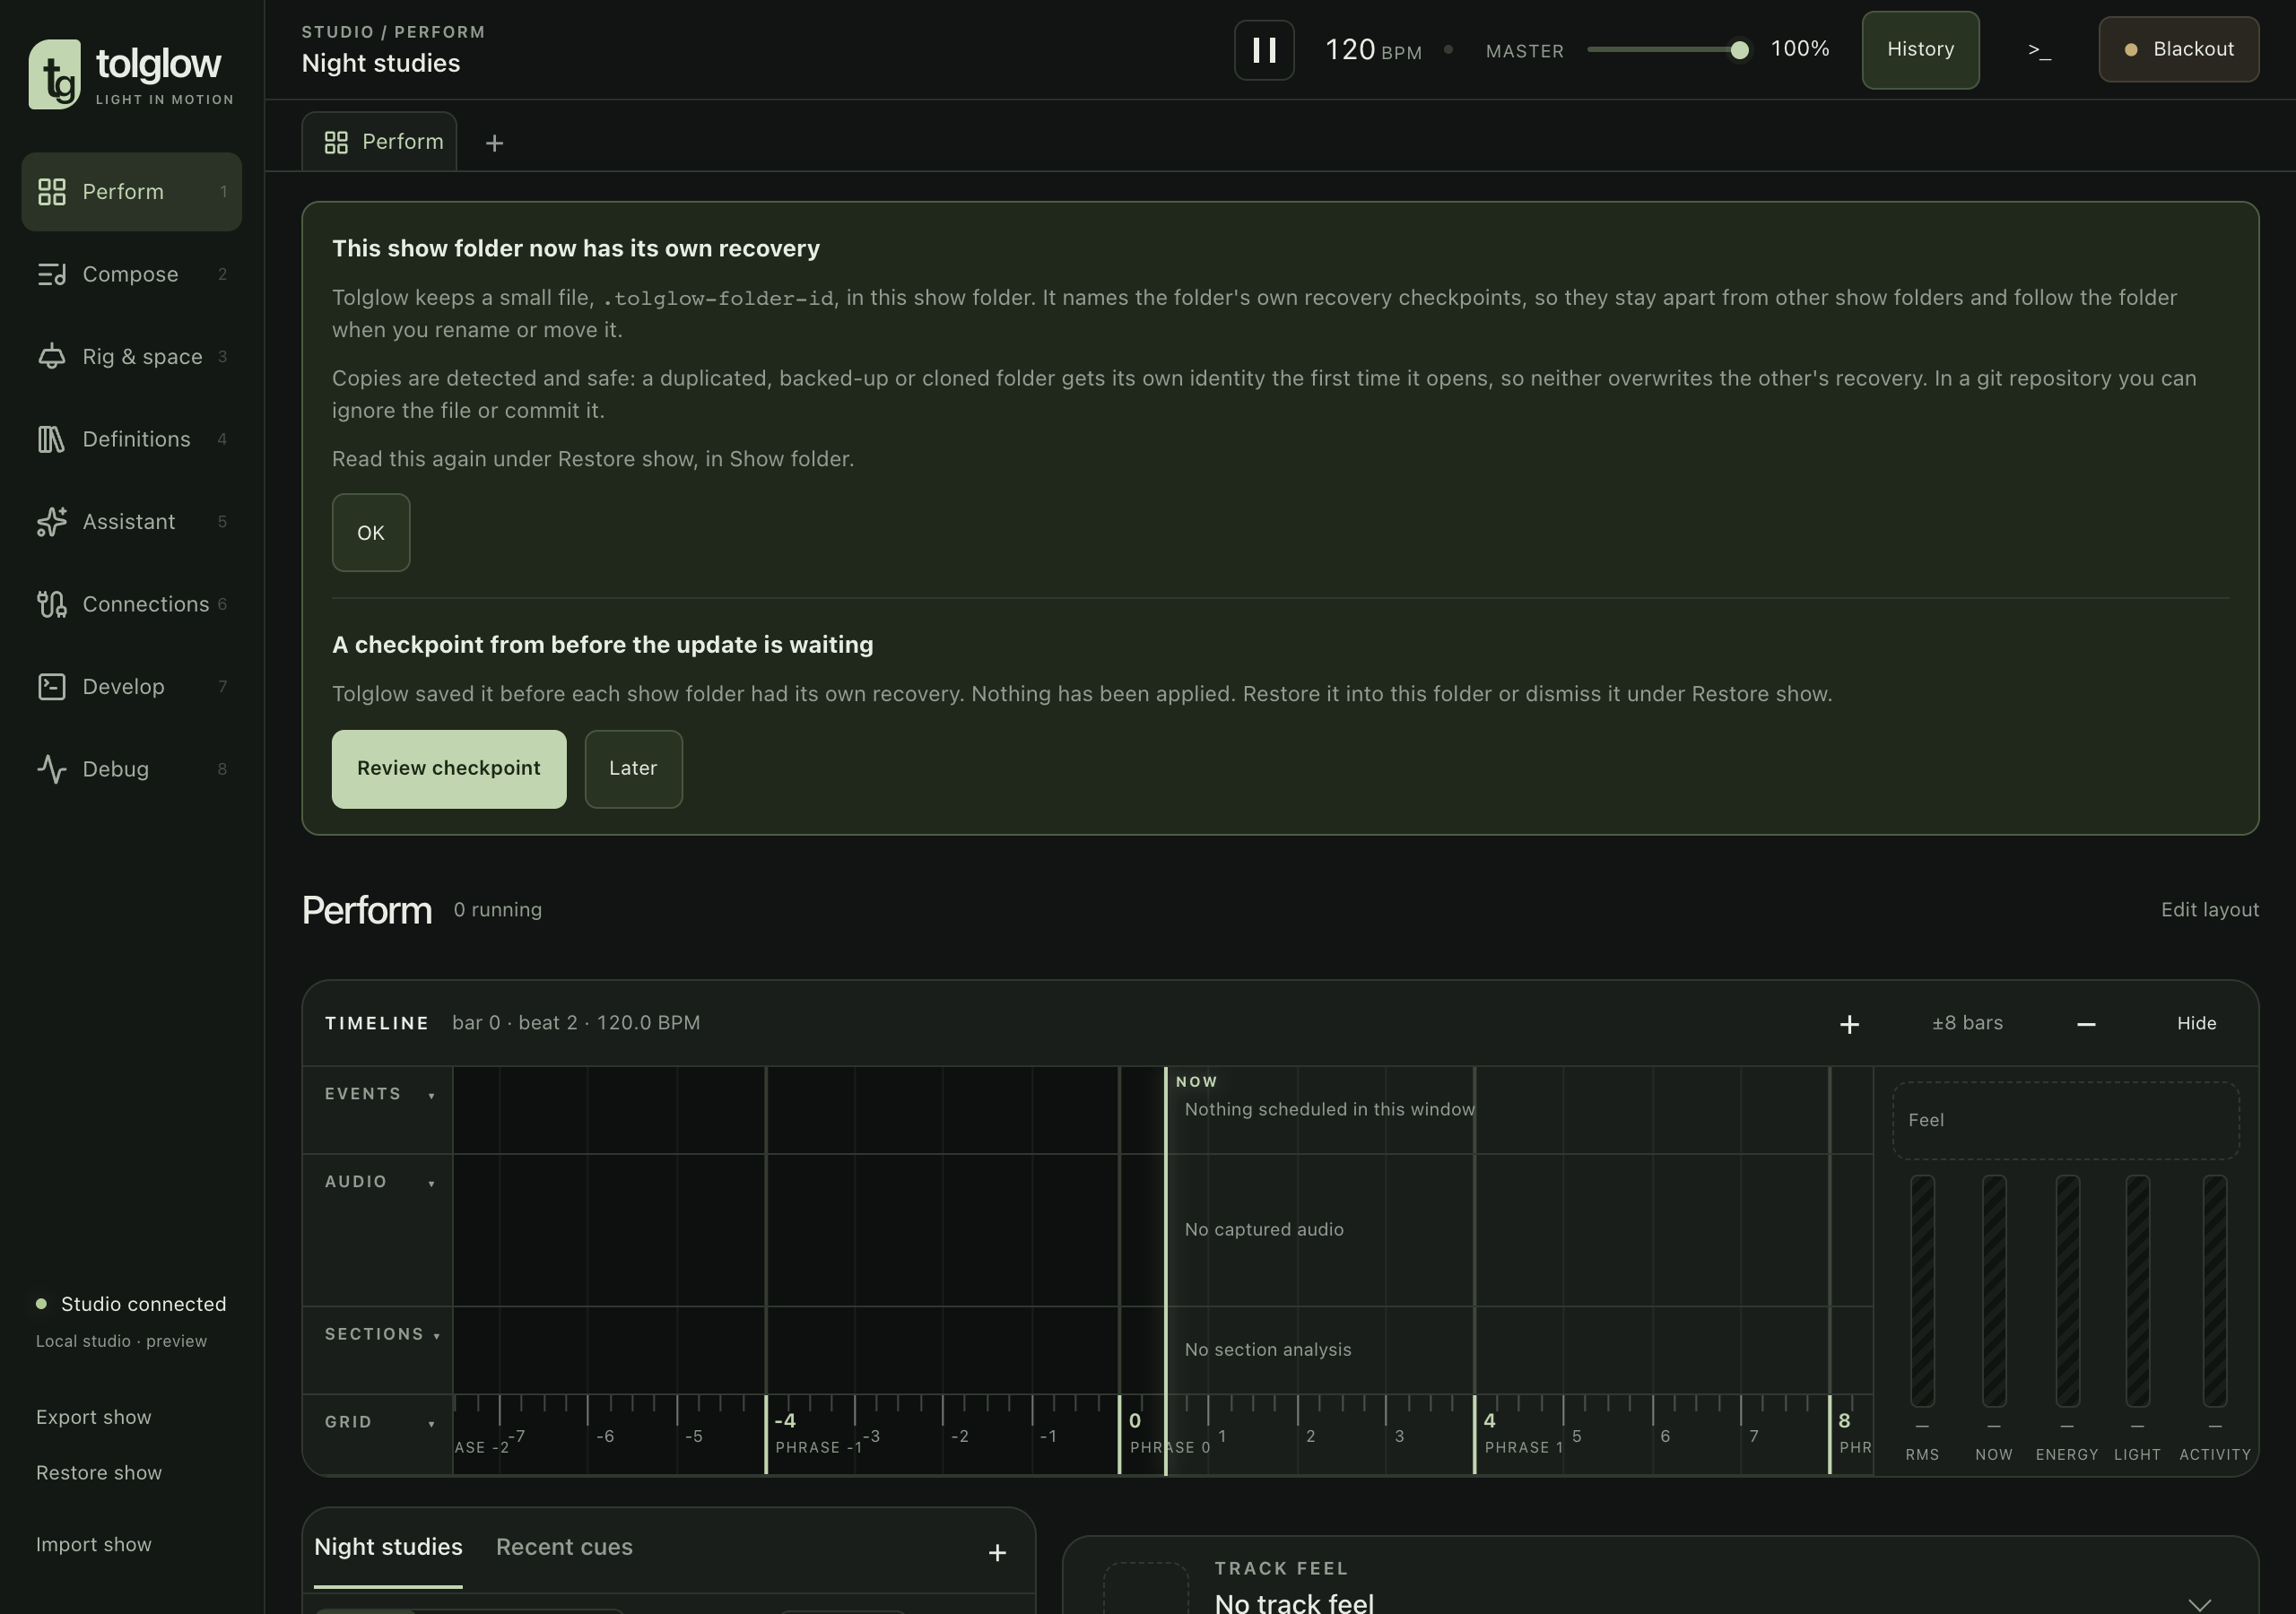 tg
tolglow
LIGHT IN MOTION
Perform 1
Compose 2
Rig & space 3
Definitions 4
Assistant 5
Connections 6
Develop 7
Debug 8
Studio connected
Local studio · preview
Export show
Restore show
Import show
STUDIO / PERFORM
Night studies
120 BPM
MASTER
100%
History
>_
Blackout
Perform
+
This show folder now has its own recovery
Tolglow keeps a small file, .tolglow-folder-id, in this show folder. It names the folder's own recovery checkpoints, so they stay apart from other show folders and follow the folder
when you rename or move it.
Copies are detected and safe: a duplicated, backed-up or cloned folder gets its own identity the first time it opens, so neither overwrites the other's recovery. In a git repository you can
ignore the file or commit it.
Read this again under Restore show, in Show folder.
OK
A checkpoint from before the update is waiting
Tolglow saved it before each show folder had its own recovery. Nothing has been applied. Restore it into this folder or dismiss it under Restore show.
Review checkpoint
Later
Perform
0 running
Edit layout
TIMELINE
bar 0 · beat 2 · 120.0 BPM
+
±8 bars
−
Hide
EVENTS
NOW
Nothing scheduled in this window
Feel
AUDIO
No captured audio
SECTIONS
No section analysis
GRID
-7 -6 -5 -4 -3 -2 -1 0 1 2 3 4 5 6 7 8
ASE -2 PHRASE -1 PHRASE 0 PHRASE 1 PHR
— — — — —
RMS NOW ENERGY LIGHT ACTIVITY
Night studies
Recent cues
+
TRACK FEEL
No track feel